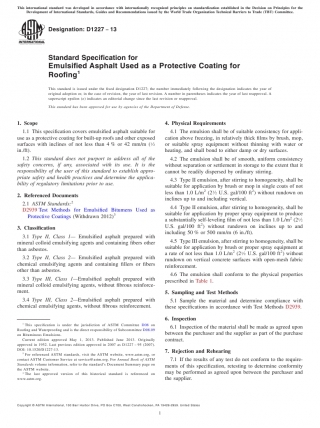 This international standard was developed in accordance with internationally recognized principles on standardization established in the Decision on Principles for the
Development of International Standards, Guides and Recommendations issued by the World Trade Organization Technical Barriers to Trade (TBT) Committee.
Designation: D1227 − 13
INTERNATIONAL
Standard Specification for
Emulsified Asphalt Used as a Protective Coating for
Roofing1
This standard is issued under the fixed designation D1227; the number immediately following the designation indicates the year of
original adoption or, in the case of revision, the year of last revision. A number in parentheses indicates the year of last reapproval. A
superscript epsilon (ε) indicates an editorial change since the last revision or reapproval.
This standard has been approved for use by agencies of the Department of Defense.
1. Scope
1.1 This specification covers emulsified asphalt suitable for
use as a protective coating for built-up roofs and other exposed
surfaces with inclines of not less than 4 % or 42 mm/m (½
in./ft).
1.2 This standard does not purport to address all of the
safety concerns, if any, associated with its use. It is the
responsibility of the user of this standard to establish appro-
priate safety and health practices and determine the applica-
bility of regulatory limitations prior to use.
2. Referenced Documents
2.1 ASTM Standards:2
D2939 Test Methods for Emulsified Bitumens Used as
Protective Coatings (Withdrawn 2012)3
3. Classification
3.1 Type II, Class 1— Emulsified asphalt prepared with
mineral colloid emulsifying agents and containing fibers other
than asbestos.
3.2 Type II, Class 2— Emulsified asphalt prepared with
chemical emulsifying agents and containing fillers or fibers
other than asbestos.
3.3 Type III, Class 1—Emulsified asphalt prepared with
mineral colloid emulsifying agents, without fibrous reinforce-
ment.
3.4 Type III, Class 2—Emulsified asphalt prepared with
chemical emulsifying agents, without fibrous reinforcement.
1 This specification is under the jurisdiction of ASTM Committee D08 on
Roofing and Waterproofing and is the direct responsibility of Subcommittee D08.09
on Bituminous Emulsions.
Current edition approved May 1, 2013. Published June 2013. Originally
approved in 1952. Last previous edition approved in 2007 as D1227 – 95 (2007).
DOI: 10.1520/D1227-13.
2 For referenced ASTM standards, visit the ASTM website, www.astm.org, or
contact ASTM Customer Service at service@astm.org. For Annual Book of ASTM
Standards volume information, refer to the standard's Document Summary page on
the ASTM website.
3 The last approved version of this historical standard is referenced on
www.astm.org.
4. Physical Requirements
4.1 The emulsion shall be of suitable consistency for appli-
cation above freezing, in relatively thick films by brush, mop,
or suitable spray equipment without thinning with water or
heating, and shall bond to either damp or dry surfaces.
4.2 The emulsion shall be of smooth, uniform consistency
without separation or settlement in storage to the extent that it
cannot be readily dispersed by ordinary stirring.
4.3 Type II emulsion, after stirring to homogeneity, shall be
suitable for application by brush or mop in single coats of not
less than 1.0 L/m2 (2½ U.S. gal/100 ft2) without rundown on
inclines up to and including vertical.
4.4 Type II emulsion, after stirring to homogeneity, shall be
suitable for application by proper spray equipment to produce
a substantially self-leveling film of not less than 1.0 L/m2 (2½
U.S. gal/100 ft2) without rundown on inclines up to and
including 50 % or 500 mm/m (6 in./ft).
4.5 Type III emulsion, after stirring to homogeneity, shall be
suitable for application by brush or proper spray equipment at
a rate of not less than 1.0 L/m2 (2½ U.S. gal/100 ft2) without
rundown on vertical concrete surfaces with open-mesh fabric
reinforcement.
4.6 The emulsion shall conform to the physical properties
prescribed in Table 1.
5. Sampling and Test Methods
5.1 Sample the material and determine compliance with
these specifications in accordance with Test Methods D2939.
6. Inspection
6.1 Inspection of the material shall be made as agreed upon
between the purchaser and the supplier as part of the purchase
contract.
7. Rejection and Rehearing
7.1 If the results of any test do not conform to the require-
ments of this specification, retesting to determine conformity
may be performed as agreed upon between the purchaser and
the supplier.
Copyright © ASTM International, 100 Barr Harbor Drive, PO Box C700, West Conshohocken, PA 19428-2959. United States
1